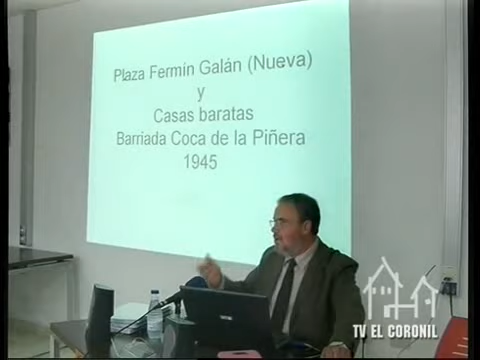 Plaza Fermín Galán (Nueva)
y
Casas baratas
Barriada Coca de la Piñera
1945
TV EL CORONIL